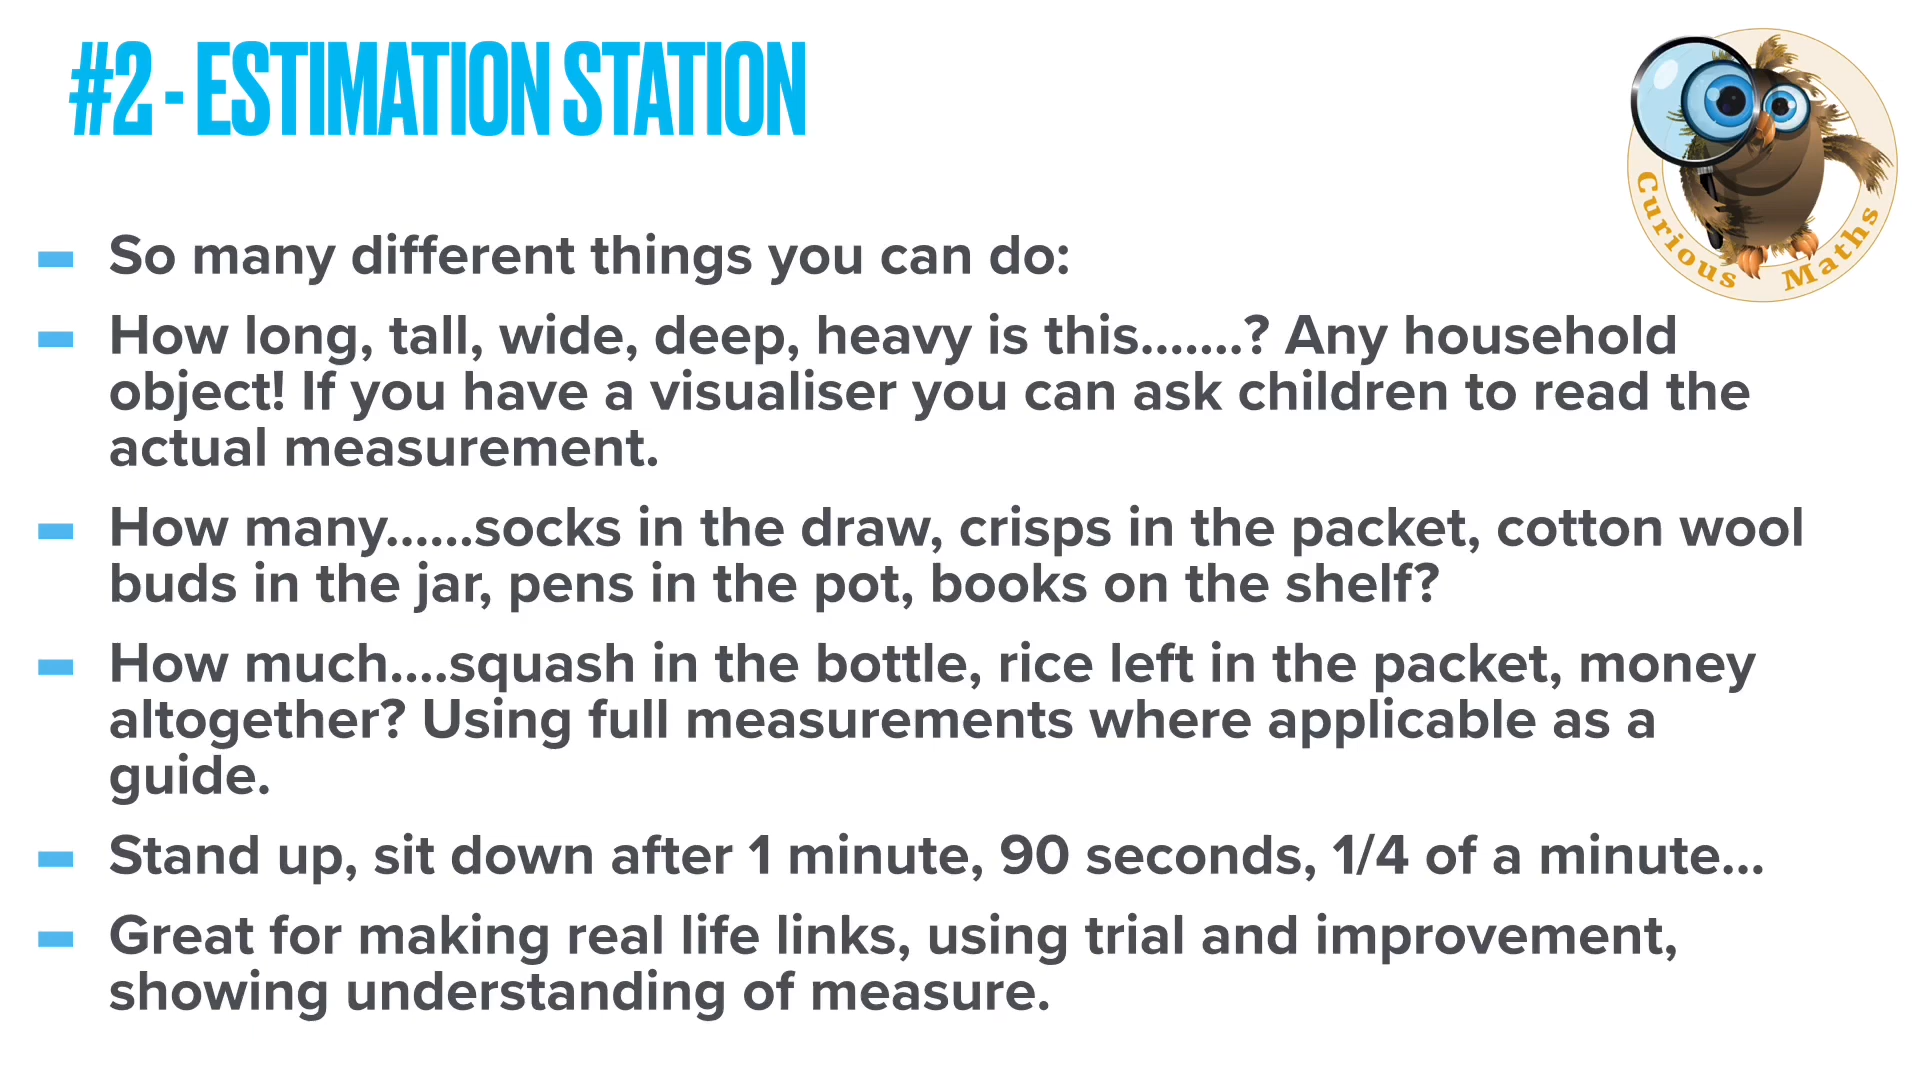 #2 - ESTIMATION STATION
Curious Maths
- So many different things you can do:
- How long, tall, wide, deep, heavy is this.......? Any household
object! If you have a visualiser you can ask children to read the
actual measurement.
- How many......socks in the draw, crisps in the packet, cotton wool
buds in the jar, pens in the pot, books on the shelf?
- How much....squash in the bottle, rice left in the packet, money
altogether? Using full measurements where applicable as a
guide.
- Stand up, sit down after 1 minute, 90 seconds, 1/4 of a minute...
- Great for making real life links, using trial and improvement,
showing understanding of measure.